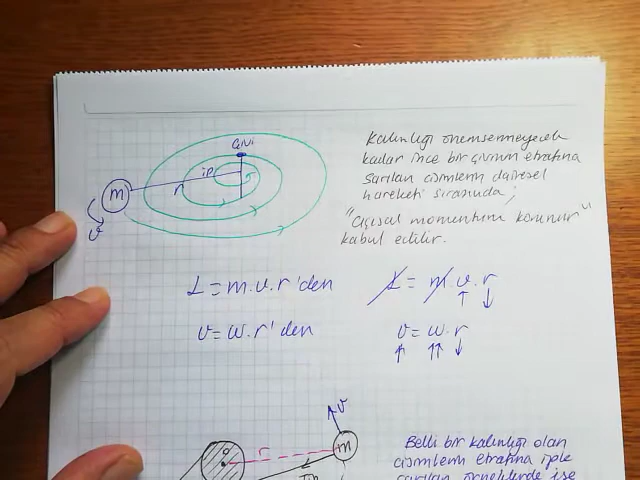 Çivi
ip
r
m
v
Kalınlığı önemsenmeyecek
kadar ince bir çivinin etrafına
sarılan cisimlerin dairesel
hareketi sırasında;
"Açısal momentum korunur"
kabul edilir.
L = m.v.r'den
v = w.r'den
L = m.v.r
↑ ↓
v = w.r
↑ ↑↑ ↓
v
r
m
Belli bir kalınlığı olan
cisimlerin etrafına iple
sarılan örneklerde ise